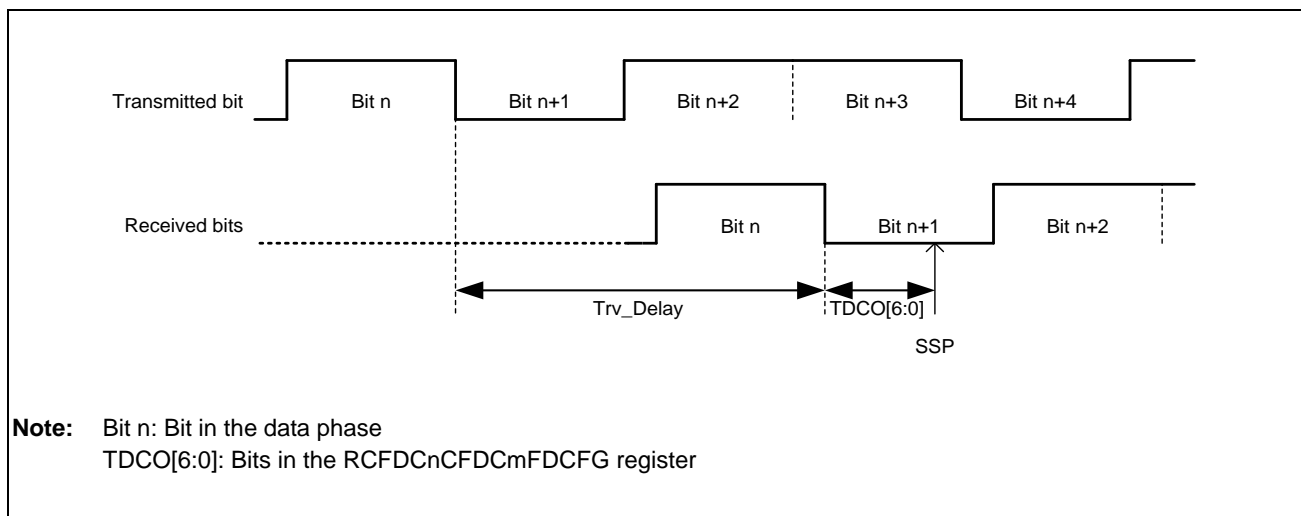 Transmitted bit Bit n Bit n+1 Bit n+2 Bit n+3 Bit n+4
Received bits Bit n Bit n+1 Bit n+2
Trv_Delay TDCO[6:0]
SSP
Note: Bit n: Bit in the data phase
TDCO[6:0]: Bits in the RCFDCnCFDCmFDCFG register